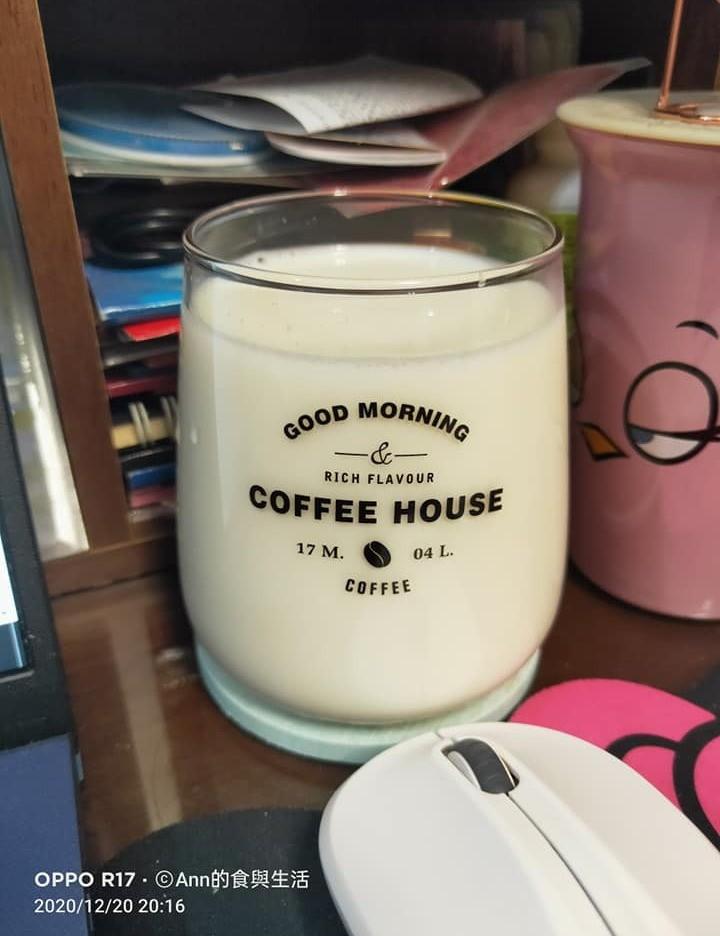 GOOD MORNING
&
RICH FLAVOUR
COFFEE HOUSE
17 M. 04 L.
COFFEE
OPPO R17 · ⓒAnn的食與生活
2020/12/20 20:16